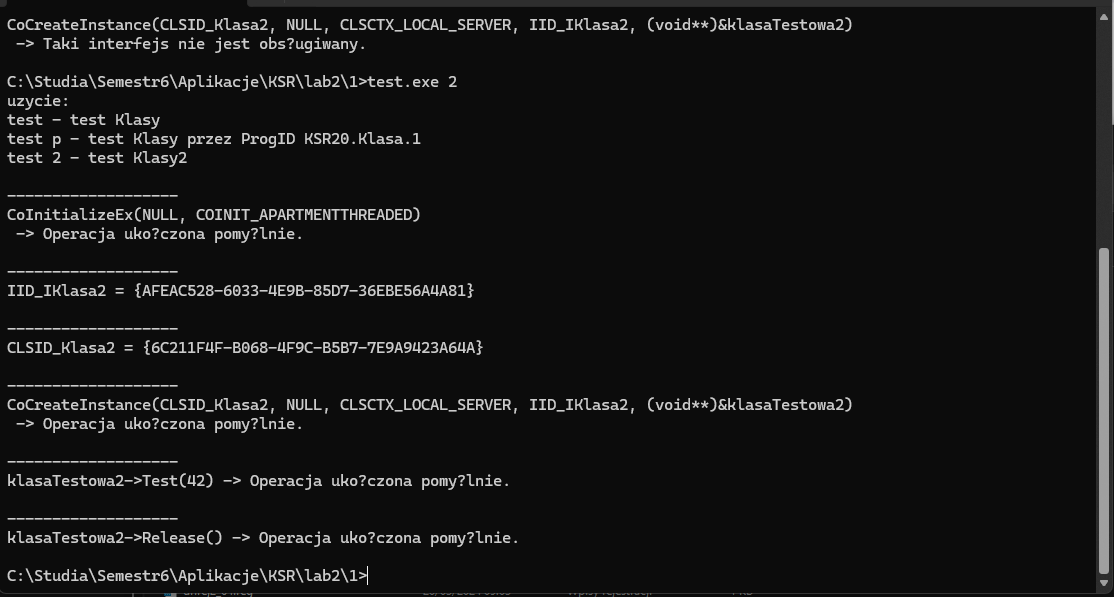 CoCreateInstance(CLSID_Klasa2, NULL, CLSCTX_LOCAL_SERVER, IID_IKlasa2, (void**)&klasaTestowa2)
 -> Taki interfejs nie jest obs?ugiwany.
C:\Studia\Semestr6\Aplikacje\KSR\lab2\1>test.exe 2
uzycie:
test - test Klasy
test p - test Klasy przez ProgID KSR20.Klasa.1
test 2 - test Klasy2
-------------------
CoInitializeEx(NULL, COINIT_APARTMENTTHREADED)
 -> Operacja uko?czona pomy?lnie.
-------------------
IID_IKlasa2 = {AFEAC528-6033-4E9B-85D7-36EBE56A4A81}
-------------------
CLSID_Klasa2 = {6C211F4F-B068-4F9C-B5B7-7E9A9423A64A}
-------------------
CoCreateInstance(CLSID_Klasa2, NULL, CLSCTX_LOCAL_SERVER, IID_IKlasa2, (void**)&klasaTestowa2)
 -> Operacja uko?czona pomy?lnie.
-------------------
klasaTestowa2->Test(42) -> Operacja uko?czona pomy?lnie.
-------------------
klasaTestowa2->Release() -> Operacja uko?czona pomy?lnie.
C:\Studia\Semestr6\Aplikacje\KSR\lab2\1>